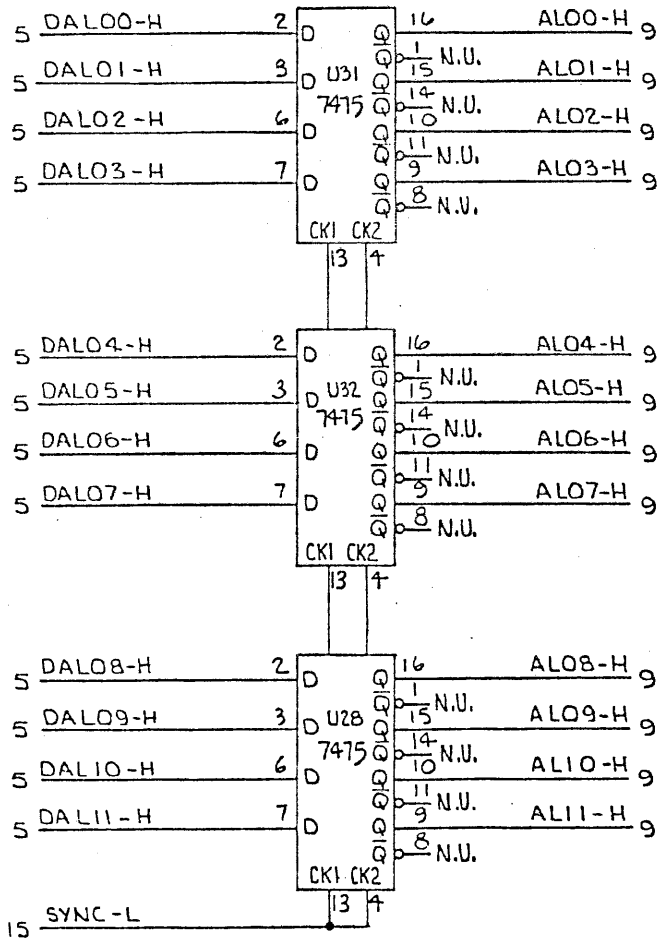 5 DAL00-H 2 D Q 16 AL00-H 9
Q 1 N.U.
5 DAL01-H 3 D U31 Q 15 AL01-H 9
7475 Q 14 N.U.
5 DAL02-H 6 D Q 10 AL02-H 9
Q 11 N.U.
5 DAL03-H 7 D Q 9 AL03-H 9
Q 8 N.U.
CK1 CK2
13 4
5 DAL04-H 2 D Q 16 AL04-H 9
Q 1 N.U.
5 DAL05-H 3 D U32 Q 15 AL05-H 9
7475 Q 14 N.U.
5 DAL06-H 6 D Q 10 AL06-H 9
Q 11 N.U.
5 DAL07-H 7 D Q 9 AL07-H 9
Q 8 N.U.
CK1 CK2
13 4
5 DAL08-H 2 D Q 16 AL08-H 9
Q 1 N.U.
5 DAL09-H 3 D U28 Q 15 AL09-H 9
7475 Q 14 N.U.
5 DAL10-H 6 D Q 10 AL10-H 9
Q 11 N.U.
5 DAL11-H 7 D Q 9 AL11-H 9
Q 8 N.U.
CK1 CK2
13 4
15 SYNC-L